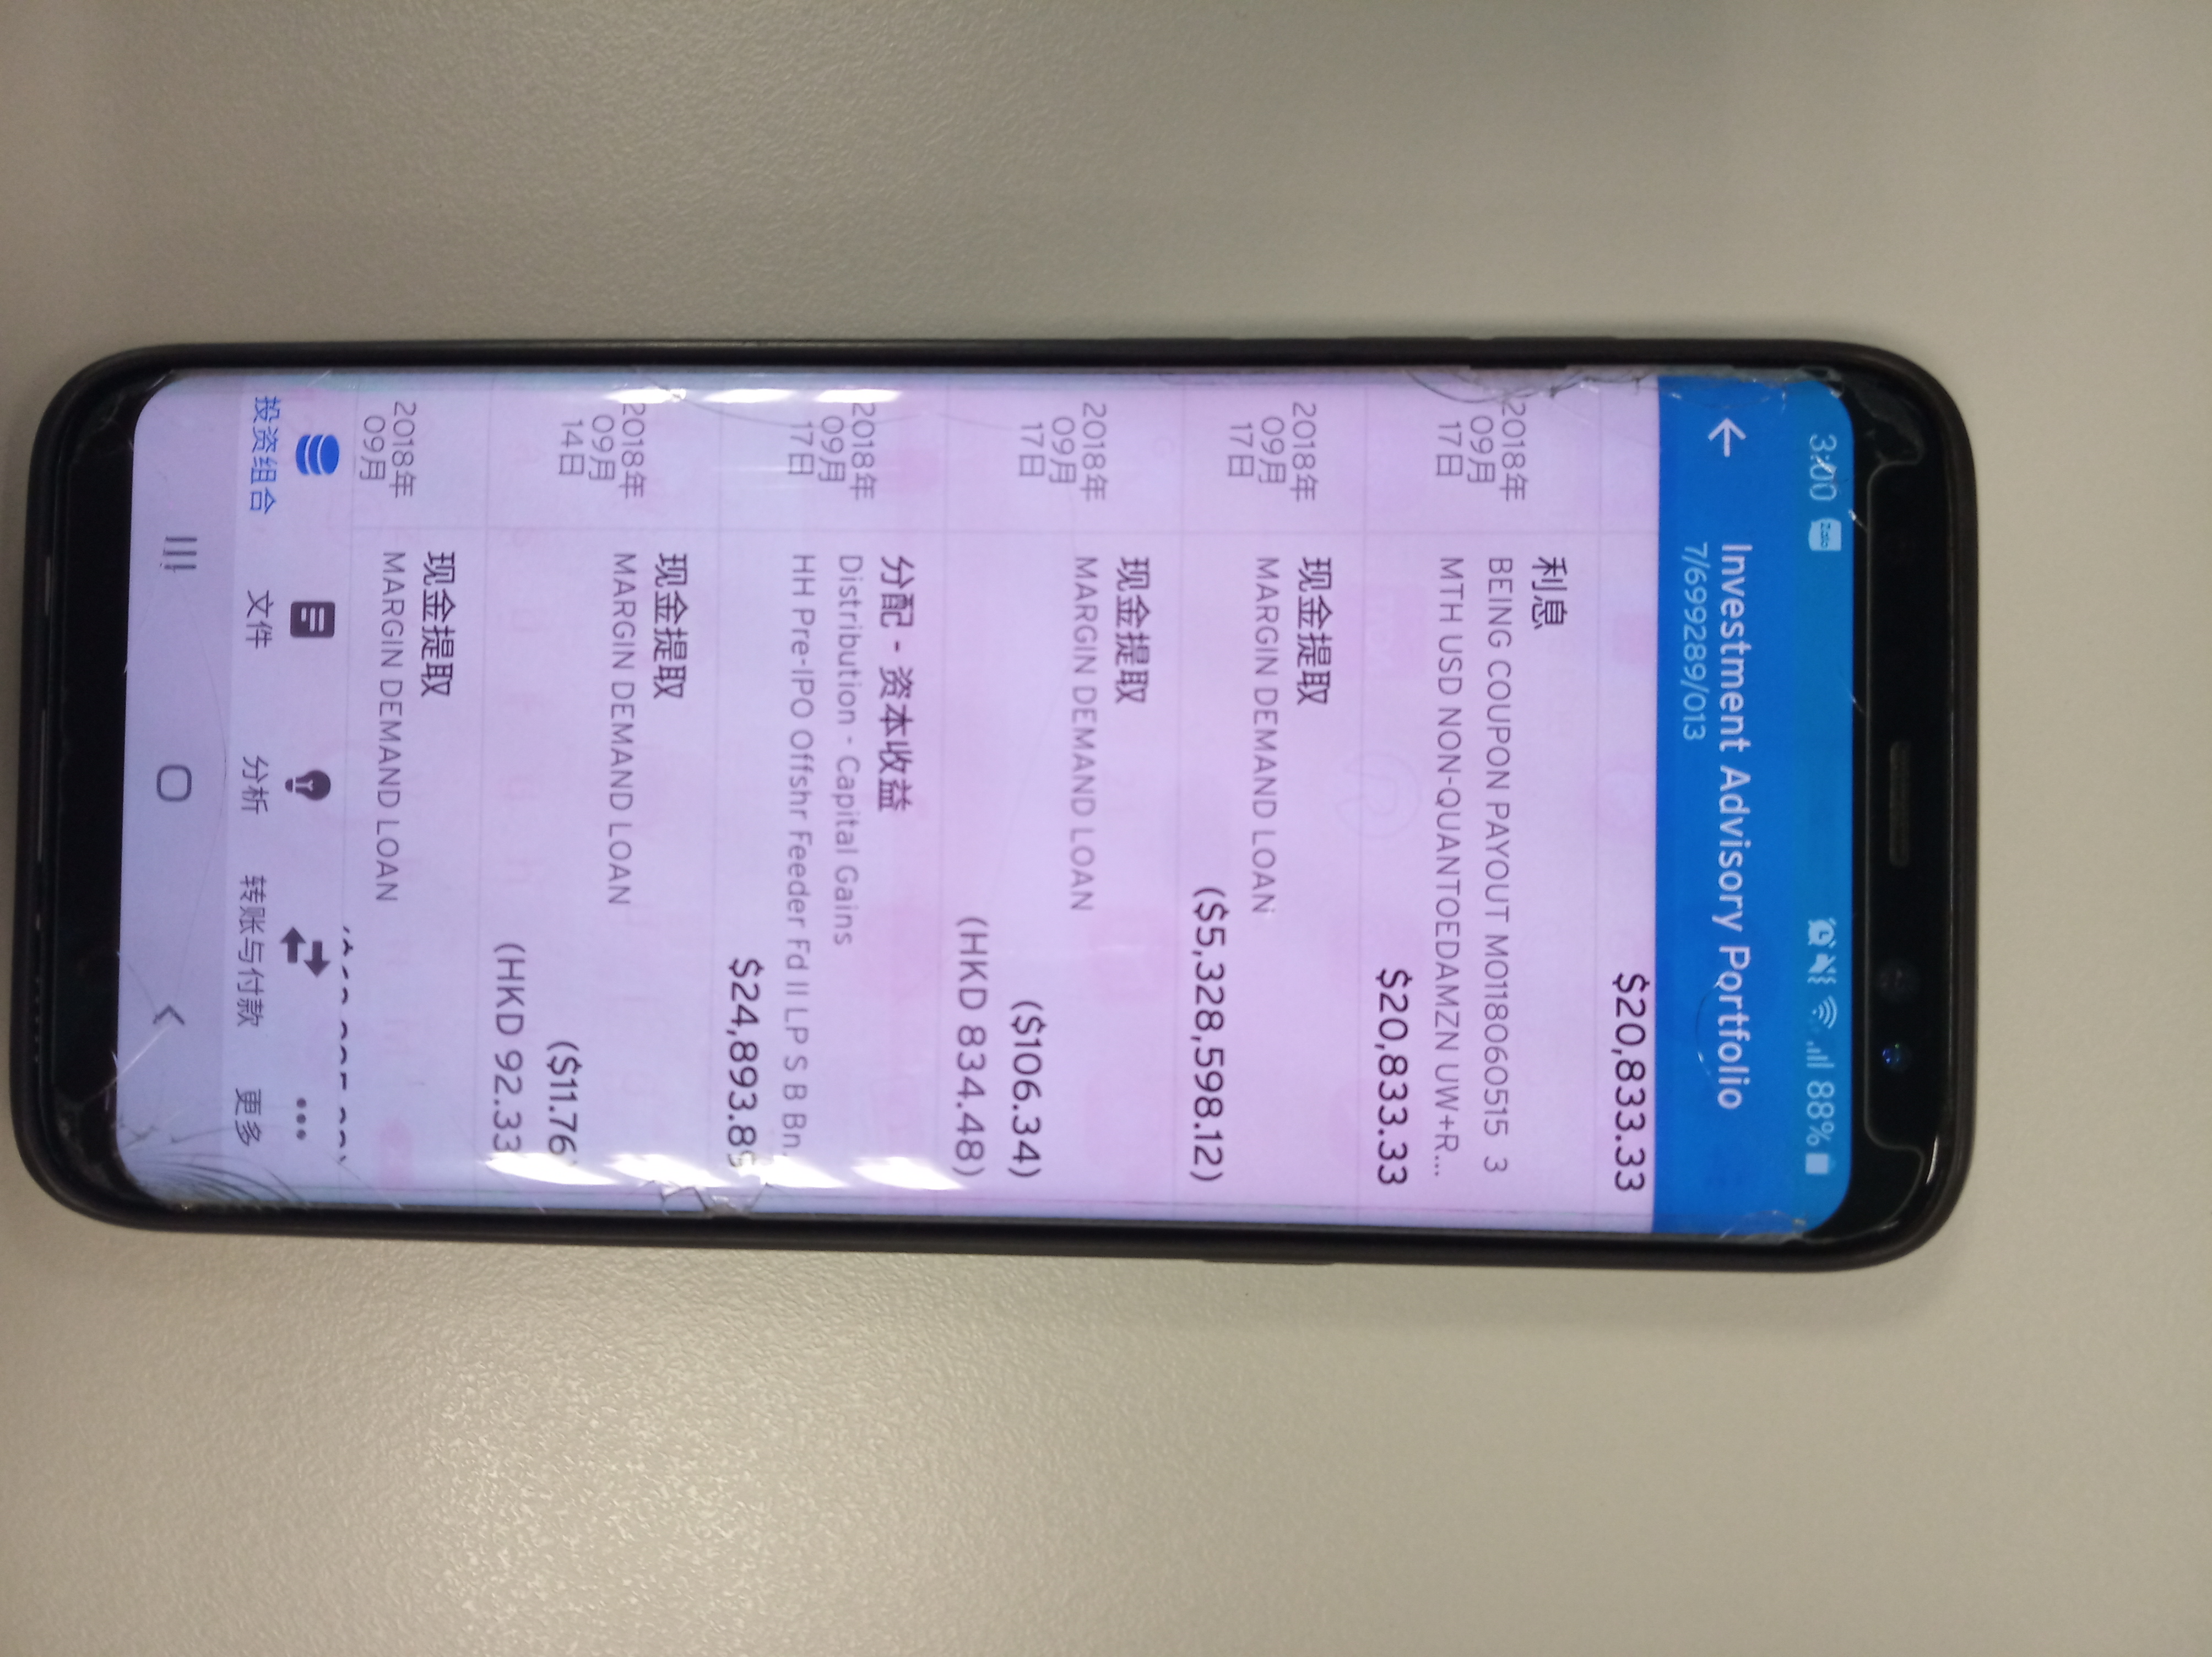 3:00 Zalo 88%
Investment Advisory Portfolio
7/699289/013
$20,833.33
2018年
09月
17日
利息
BEING COUPON PAYOUT MO1180605​15 3
MTH USD NON-QUANTOEDAMZN UW+R...
$20,833.33
2018年
09月
17日
现金提取
MARGIN DEMAND LOAN
($5,328,598.12)
2018年
09月
17日
现金提取
MARGIN DEMAND LOAN
($106.34)
(HKD 834.48)
2018年
09月
17日
分配 - 资本收益
Distribution - Capital Gains
HH Pre-IPO Offshr Feeder Fd II LP S B Bn.
$24,893.89
2018年
09月
14日
现金提取
MARGIN DEMAND LOAN
($11.76)
(HKD 92.33
2018年
09月
现金提取
MARGIN DEMAND LOAN
投资组合 文件 分析 转账与付款 更多